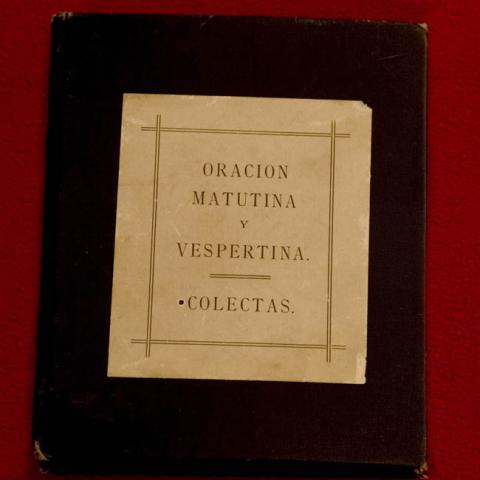 ORACION
MATUTINA
Y
VESPERTINA.
COLECTAS.